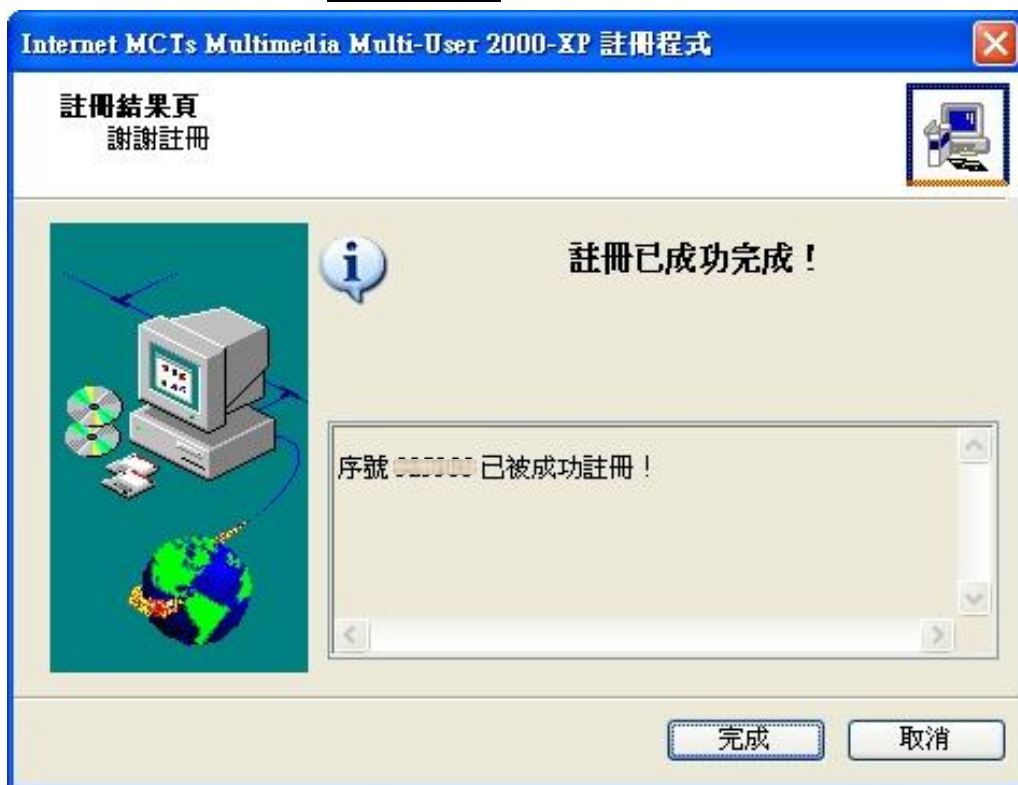 Internet MCTs Multimedia Multi-User 2000-XP 註冊程式
註冊結果頁
謝謝註冊
註冊已成功完成！
序號 已被成功註冊！
完成
取消